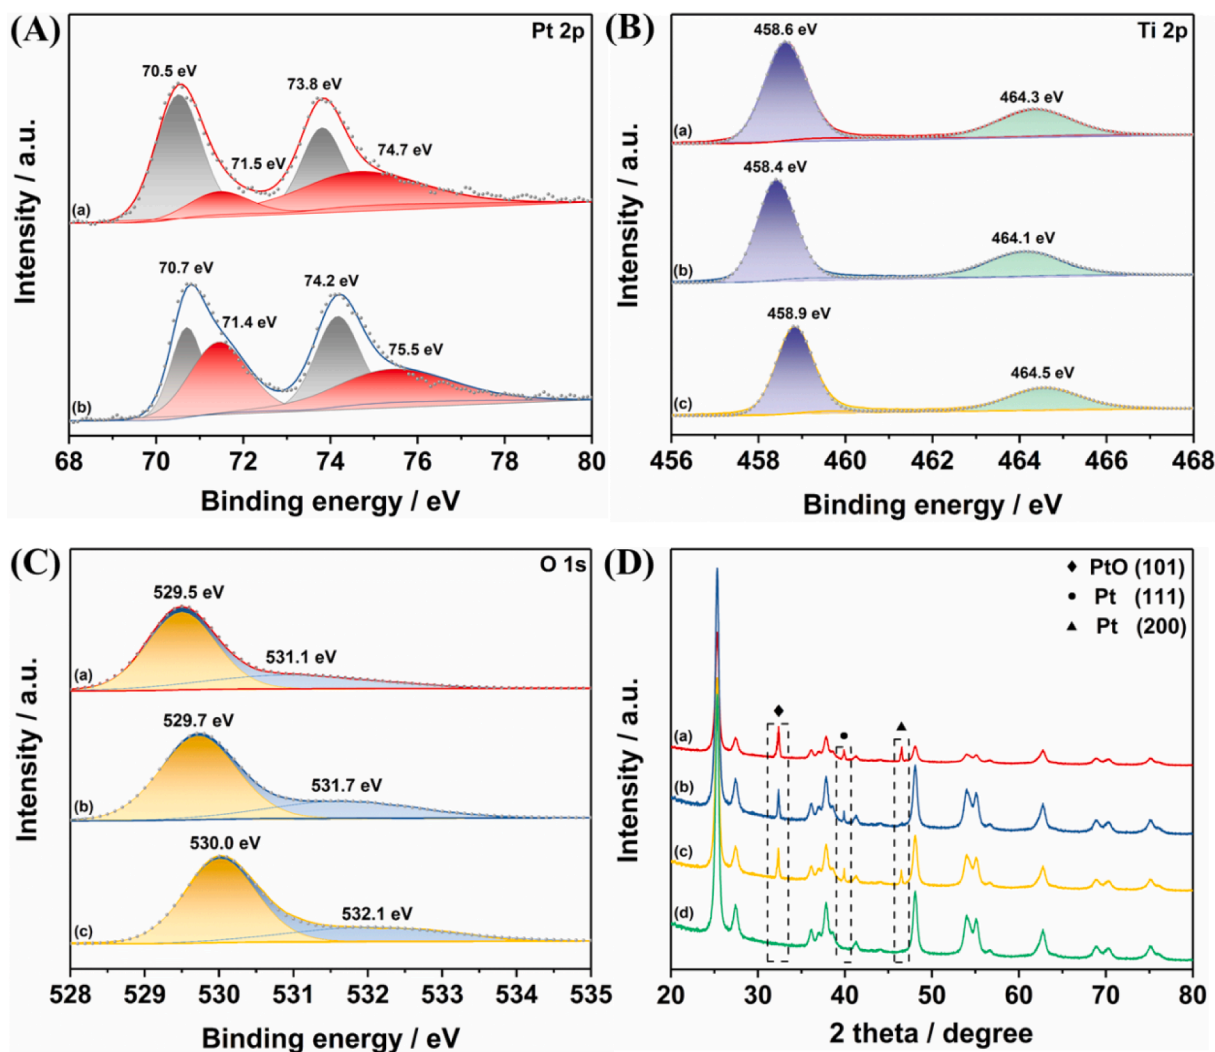 (A)
Pt 2p
70.5 eV
73.8 eV
71.5 eV
74.7 eV
(a)
70.7 eV
74.2 eV
71.4 eV
75.5 eV
(b)
Intensity / a.u.
68 70 72 74 76 78 80
Binding energy / eV
(B)
Ti 2p
458.6 eV
464.3 eV
(a)
458.4 eV
464.1 eV
(b)
458.9 eV
464.5 eV
(c)
Intensity / a.u.
456 458 460 462 464 466 468
Binding energy / eV
(C)
O 1s
529.5 eV
531.1 eV
(a)
529.7 eV
531.7 eV
(b)
530.0 eV
532.1 eV
(c)
Intensity / a.u.
528 529 530 531 532 533 534 535
Binding energy / eV
(D)
♦ PtO (101)
● Pt (111)
▲ Pt (200)
(a)
(b)
(c)
(d)
Intensity / a.u.
20 25 30 35 40 45 50 55 60 65 70 75 80
2 theta / degree